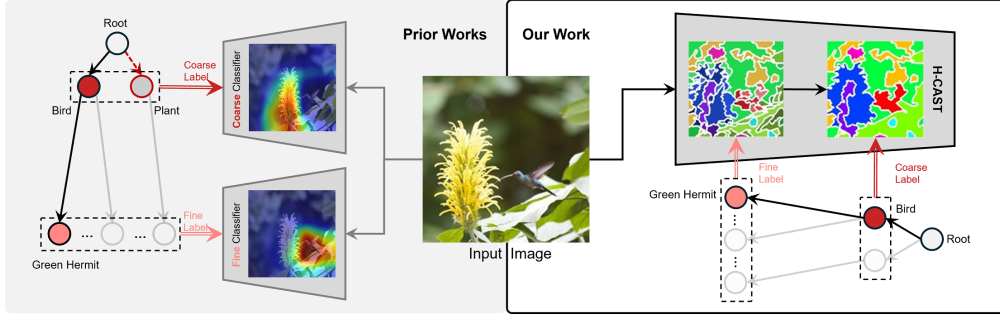 Root
Bird
Plant
Coarse
Label
Coarse Classifier
Prior Works
Green Hermit
...
...
Fine
Label
Fine Classifier
Input Image
Our Work
H-CAST
Fine
Label
Coarse
Label
Green Hermit
Bird
Root